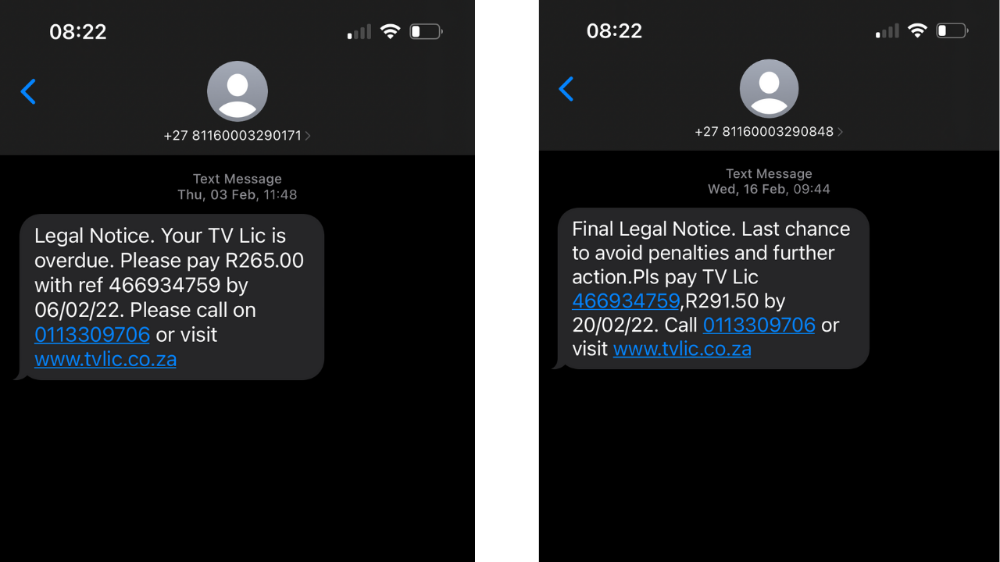 08:22
+27 81160003290171
Text Message
Thu, 03 Feb, 11:48
Legal Notice. Your TV Lic is
overdue. Please pay R265.00
with ref 466934759 by
06/02/22. Please call on
0113309706 or visit
www.tvlic.co.za
08:22
+27 81160003290848
Text Message
Wed, 16 Feb, 09:44
Final Legal Notice. Last chance
to avoid penalties and further
action.Pls pay TV Lic
466934759,R291.50 by
20/02/22. Call 0113309706 or
visit www.tvlic.co.za